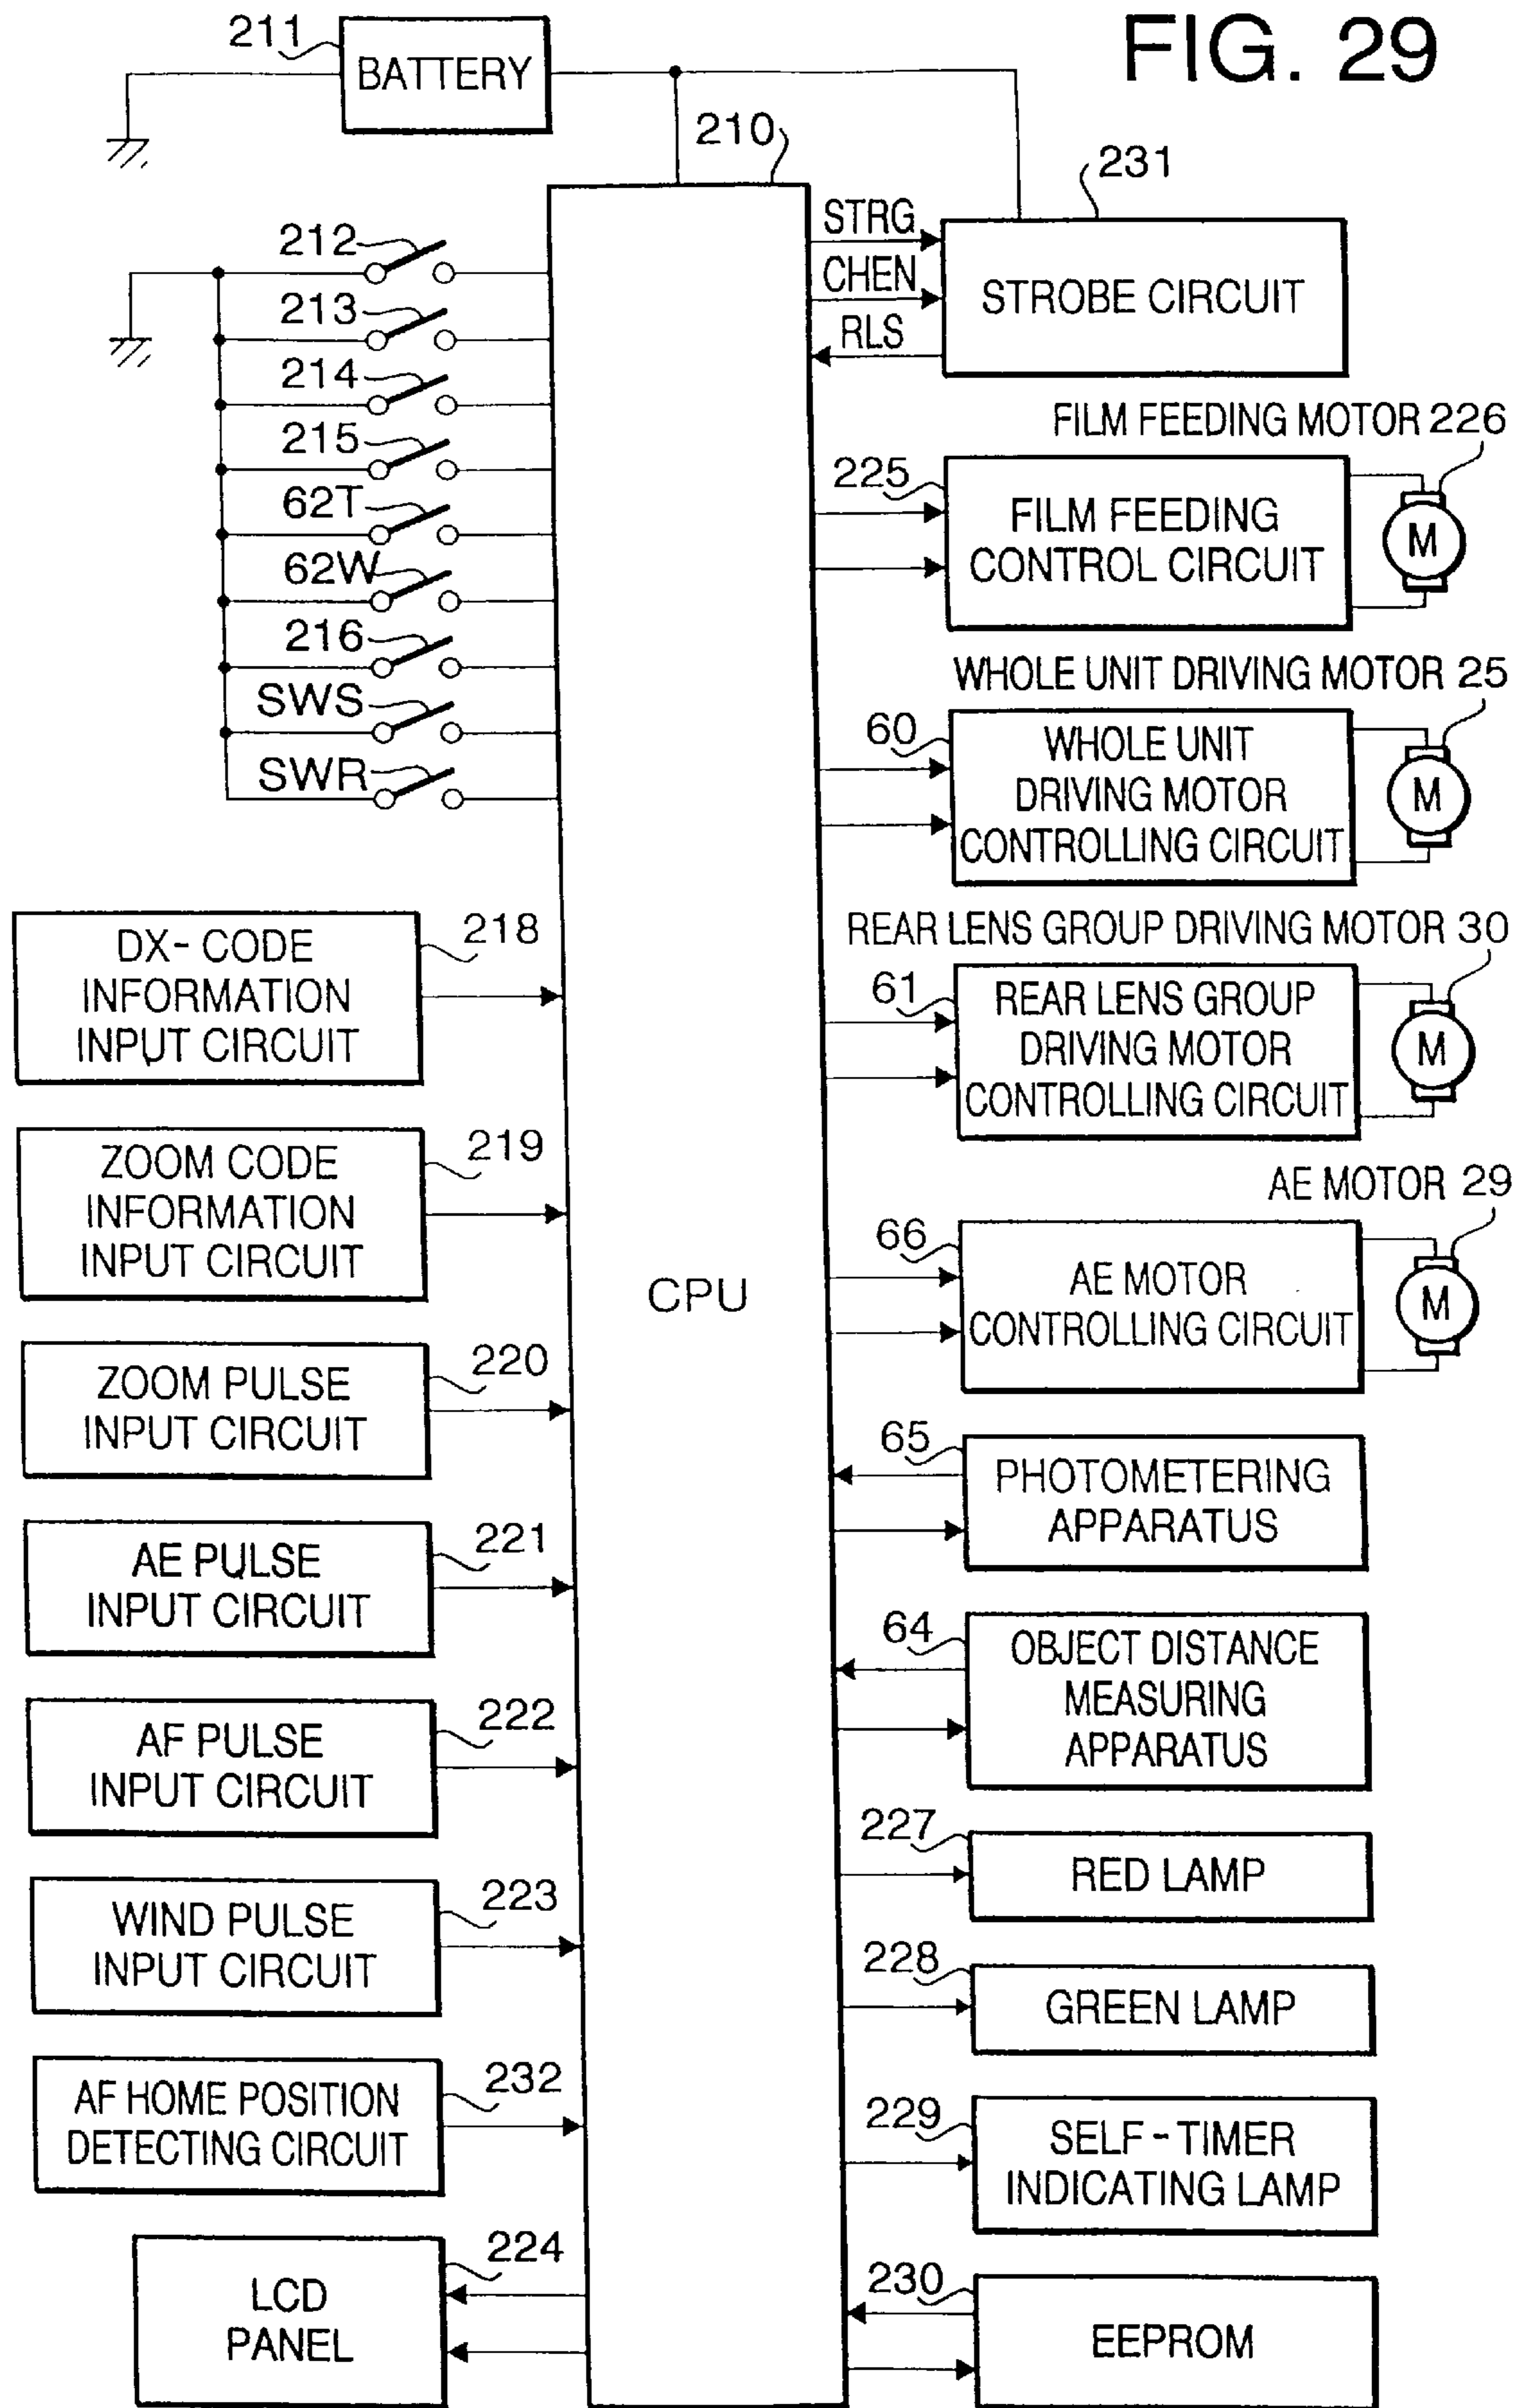 FIG. 29
211
BATTERY
210
231
212
STRG
213
CHEN
STROBE CIRCUIT
214
RLS
215
FILM FEEDING MOTOR 226
62T
225
FILM FEEDING
CONTROL CIRCUIT
M
62W
216
WHOLE UNIT DRIVING MOTOR 25
SWS
60
WHOLE UNIT
DRIVING MOTOR
CONTROLLING CIRCUIT
M
SWR
DX-CODE
INFORMATION
INPUT CIRCUIT
218
REAR LENS GROUP DRIVING MOTOR 30
61
REAR LENS GROUP
DRIVING MOTOR
CONTROLLING CIRCUIT
M
ZOOM CODE
INFORMATION
INPUT CIRCUIT
219
AE MOTOR 29
66
AE MOTOR
CONTROLLING CIRCUIT
M
CPU
ZOOM PULSE
INPUT CIRCUIT
220
65
PHOTOMETERING
APPARATUS
AE PULSE
INPUT CIRCUIT
221
64
OBJECT DISTANCE
MEASURING
APPARATUS
AF PULSE
INPUT CIRCUIT
222
227
RED LAMP
WIND PULSE
INPUT CIRCUIT
223
228
GREEN LAMP
AF HOME POSITION
DETECTING CIRCUIT
232
229
SELF-TIMER
INDICATING LAMP
LCD
PANEL
224
230
EEPROM